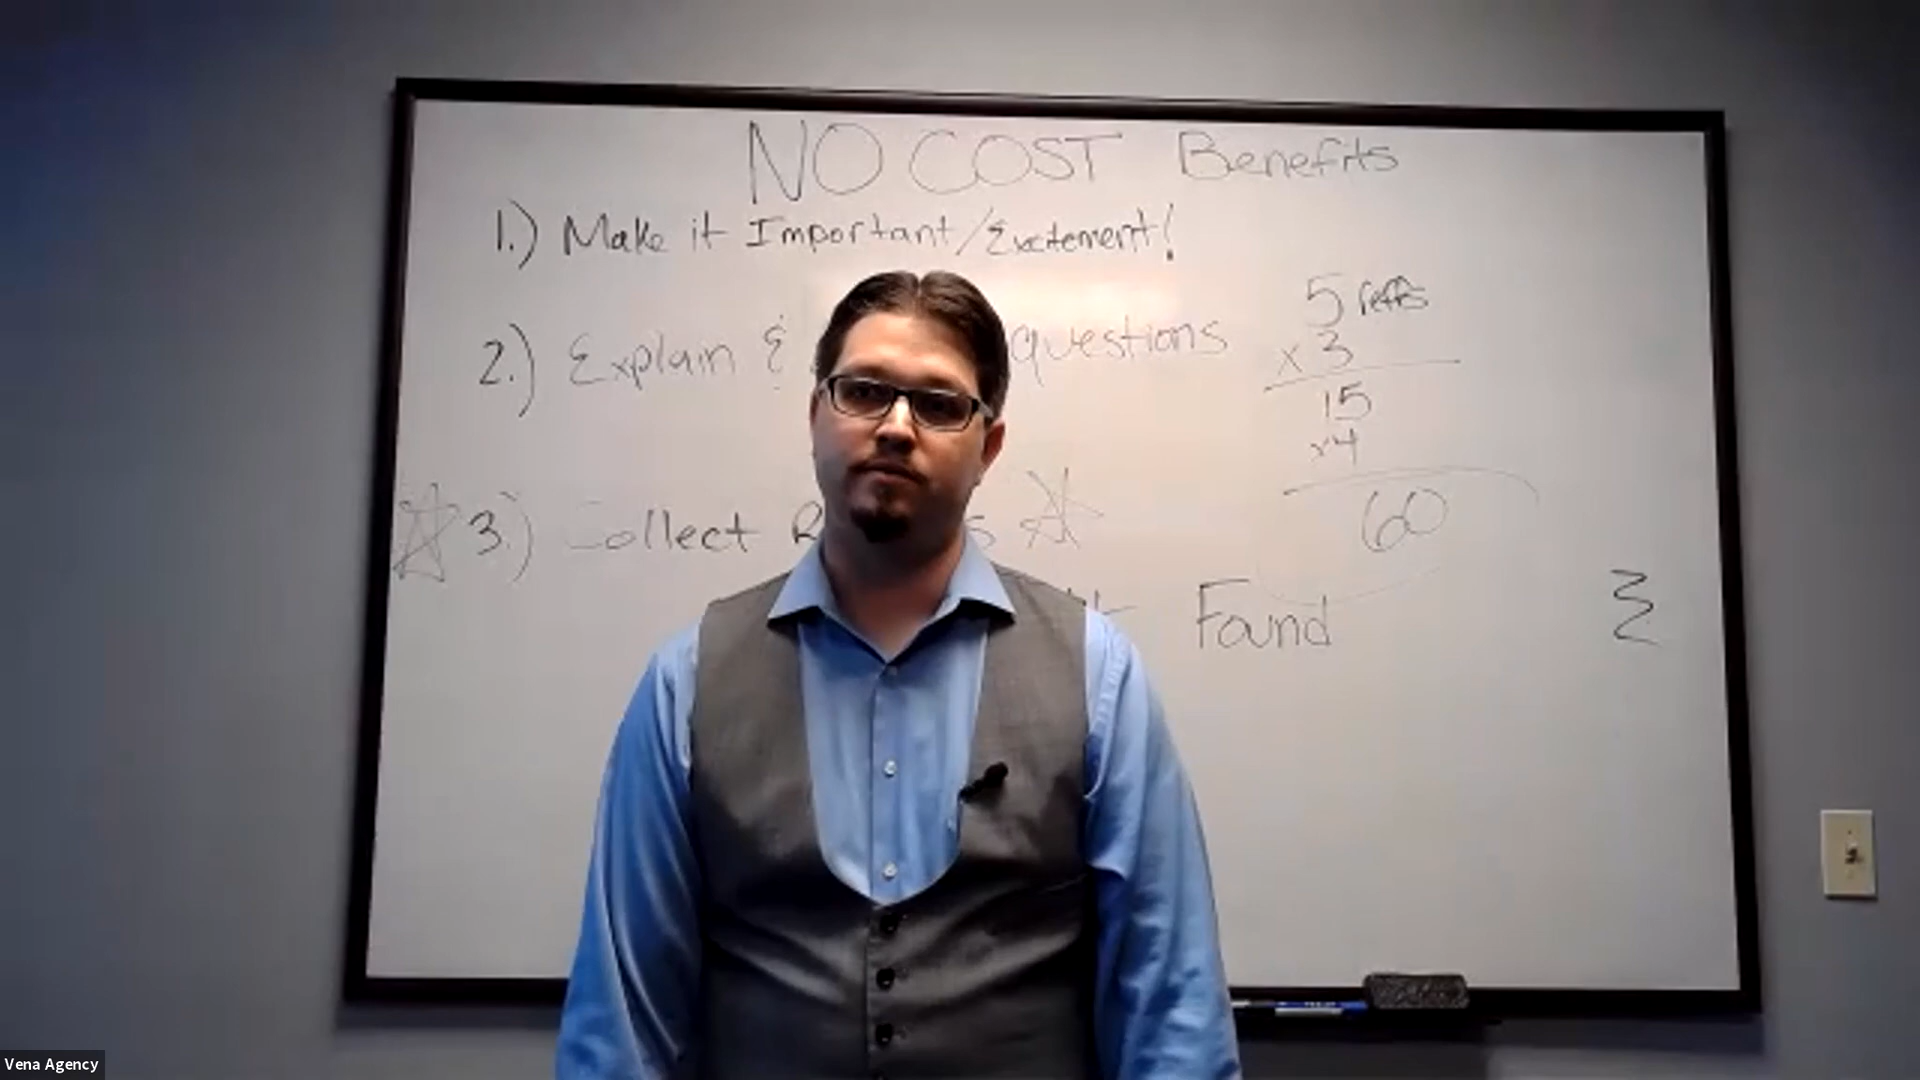 NO COST Benefits
1.) Make it Important/Excitement!
2.) Explain & questions
3.) Collect
5 reffs
x 3
15
x4
60
Found
Vena Agency